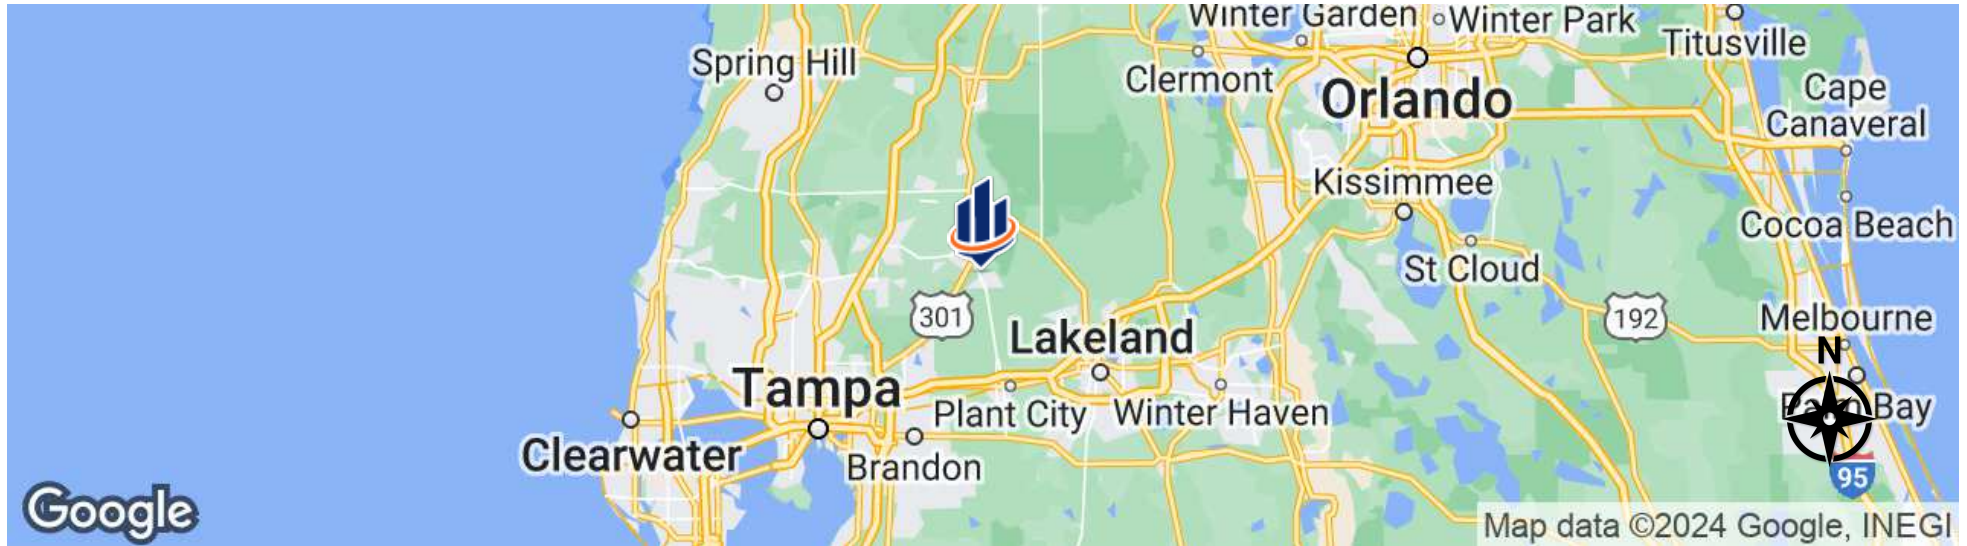 Winter Garden
Winter Park
Titusville
Spring Hill
Clermont
Orlando
Cape
Canaveral
Kissimmee
Cocoa Beach
St Cloud
301
192
Lakeland
Melbourne
N
Tampa
Plant City
Winter Haven
Bay
Clearwater
Brandon
95
Google
Map data ©2024 Google, INEGI